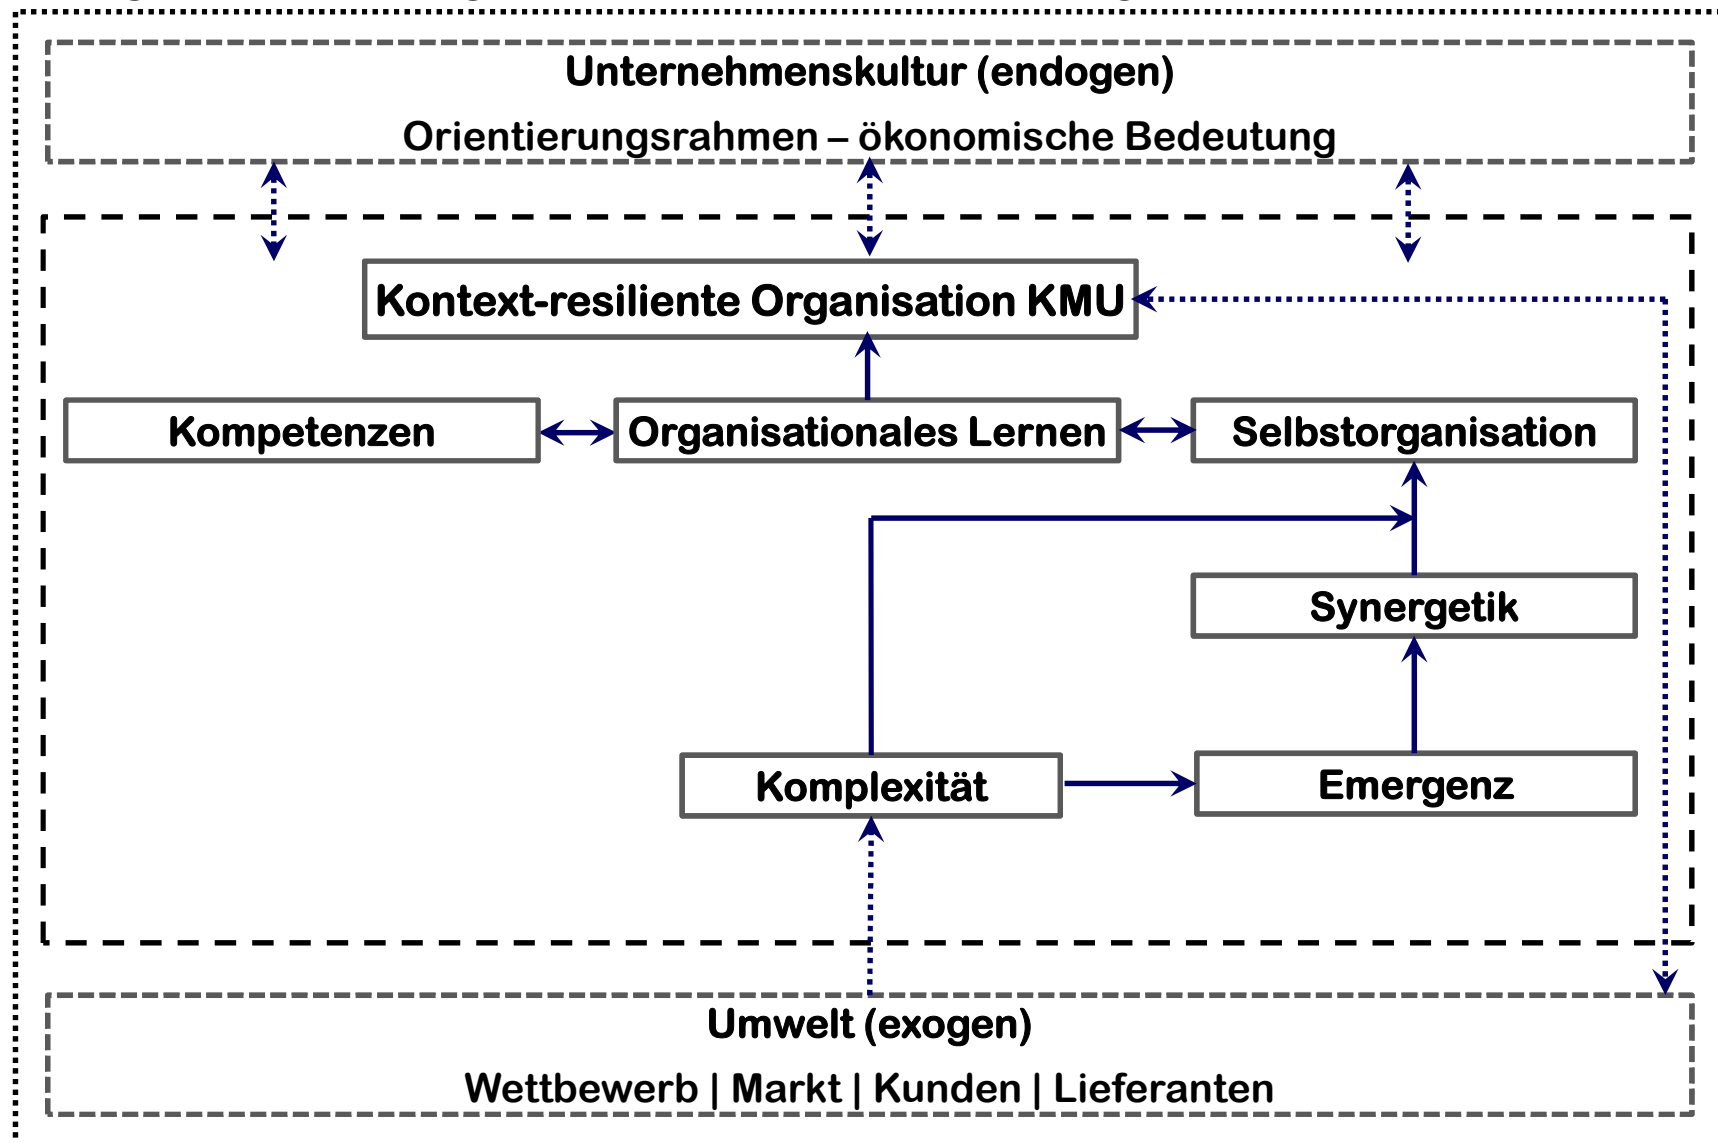 Unternehmenskultur (endogen)
Orientierungsrahmen – ökonomische Bedeutung
Kontext-resiliente Organisation KMU
Kompetenzen
Organisationales Lernen
Selbstorganisation
Synergetik
Komplexität
Emergenz
Umwelt (exogen)
Wettbewerb | Markt | Kunden | Lieferanten